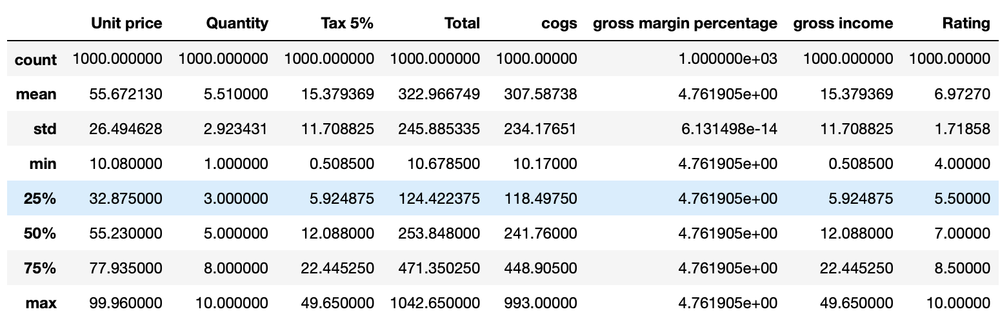 Unit price Quantity Tax 5% Total cogs gross margin percentage gross income Rating
count 1000.000000 1000.000000 1000.000000 1000.000000 1000.00000 1.000000e+03 1000.000000 1000.00000
mean 55.672130 5.510000 15.379369 322.966749 307.58738 4.761905e+00 15.379369 6.97270
std 26.494628 2.923431 11.708825 245.885335 234.17651 6.131498e-14 11.708825 1.71858
min 10.080000 1.000000 0.508500 10.678500 10.17000 4.761905e+00 0.508500 4.00000
25% 32.875000 3.000000 5.924875 124.422375 118.49750 4.761905e+00 5.924875 5.50000
50% 55.230000 5.000000 12.088000 253.848000 241.76000 4.761905e+00 12.088000 7.00000
75% 77.935000 8.000000 22.445250 471.350250 448.90500 4.761905e+00 22.445250 8.50000
max 99.960000 10.000000 49.650000 1042.650000 993.00000 4.761905e+00 49.650000 10.00000